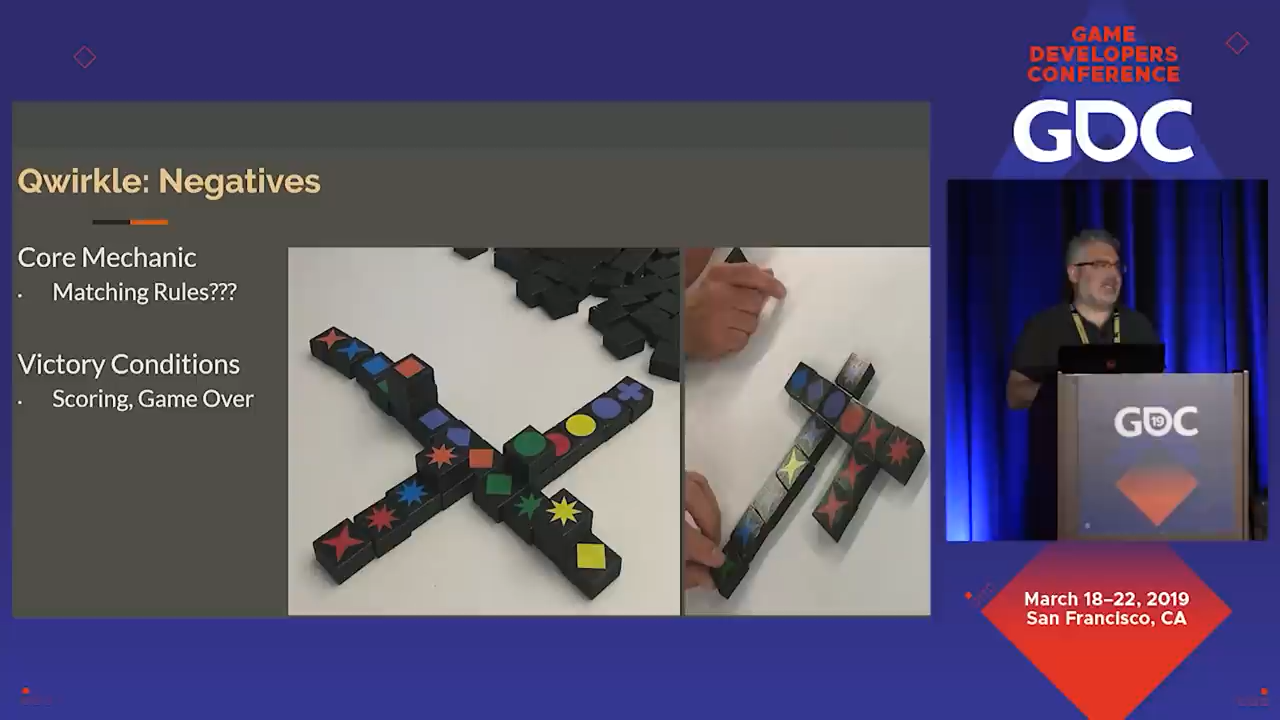 GAME
DEVELOPERS
CONFERENCE
GDC
Qwirkle: Negatives
Core Mechanic
· Matching Rules???
Victory Conditions
· Scoring, Game Over
GDC
19
March 18–22, 2019
San Francisco, CA